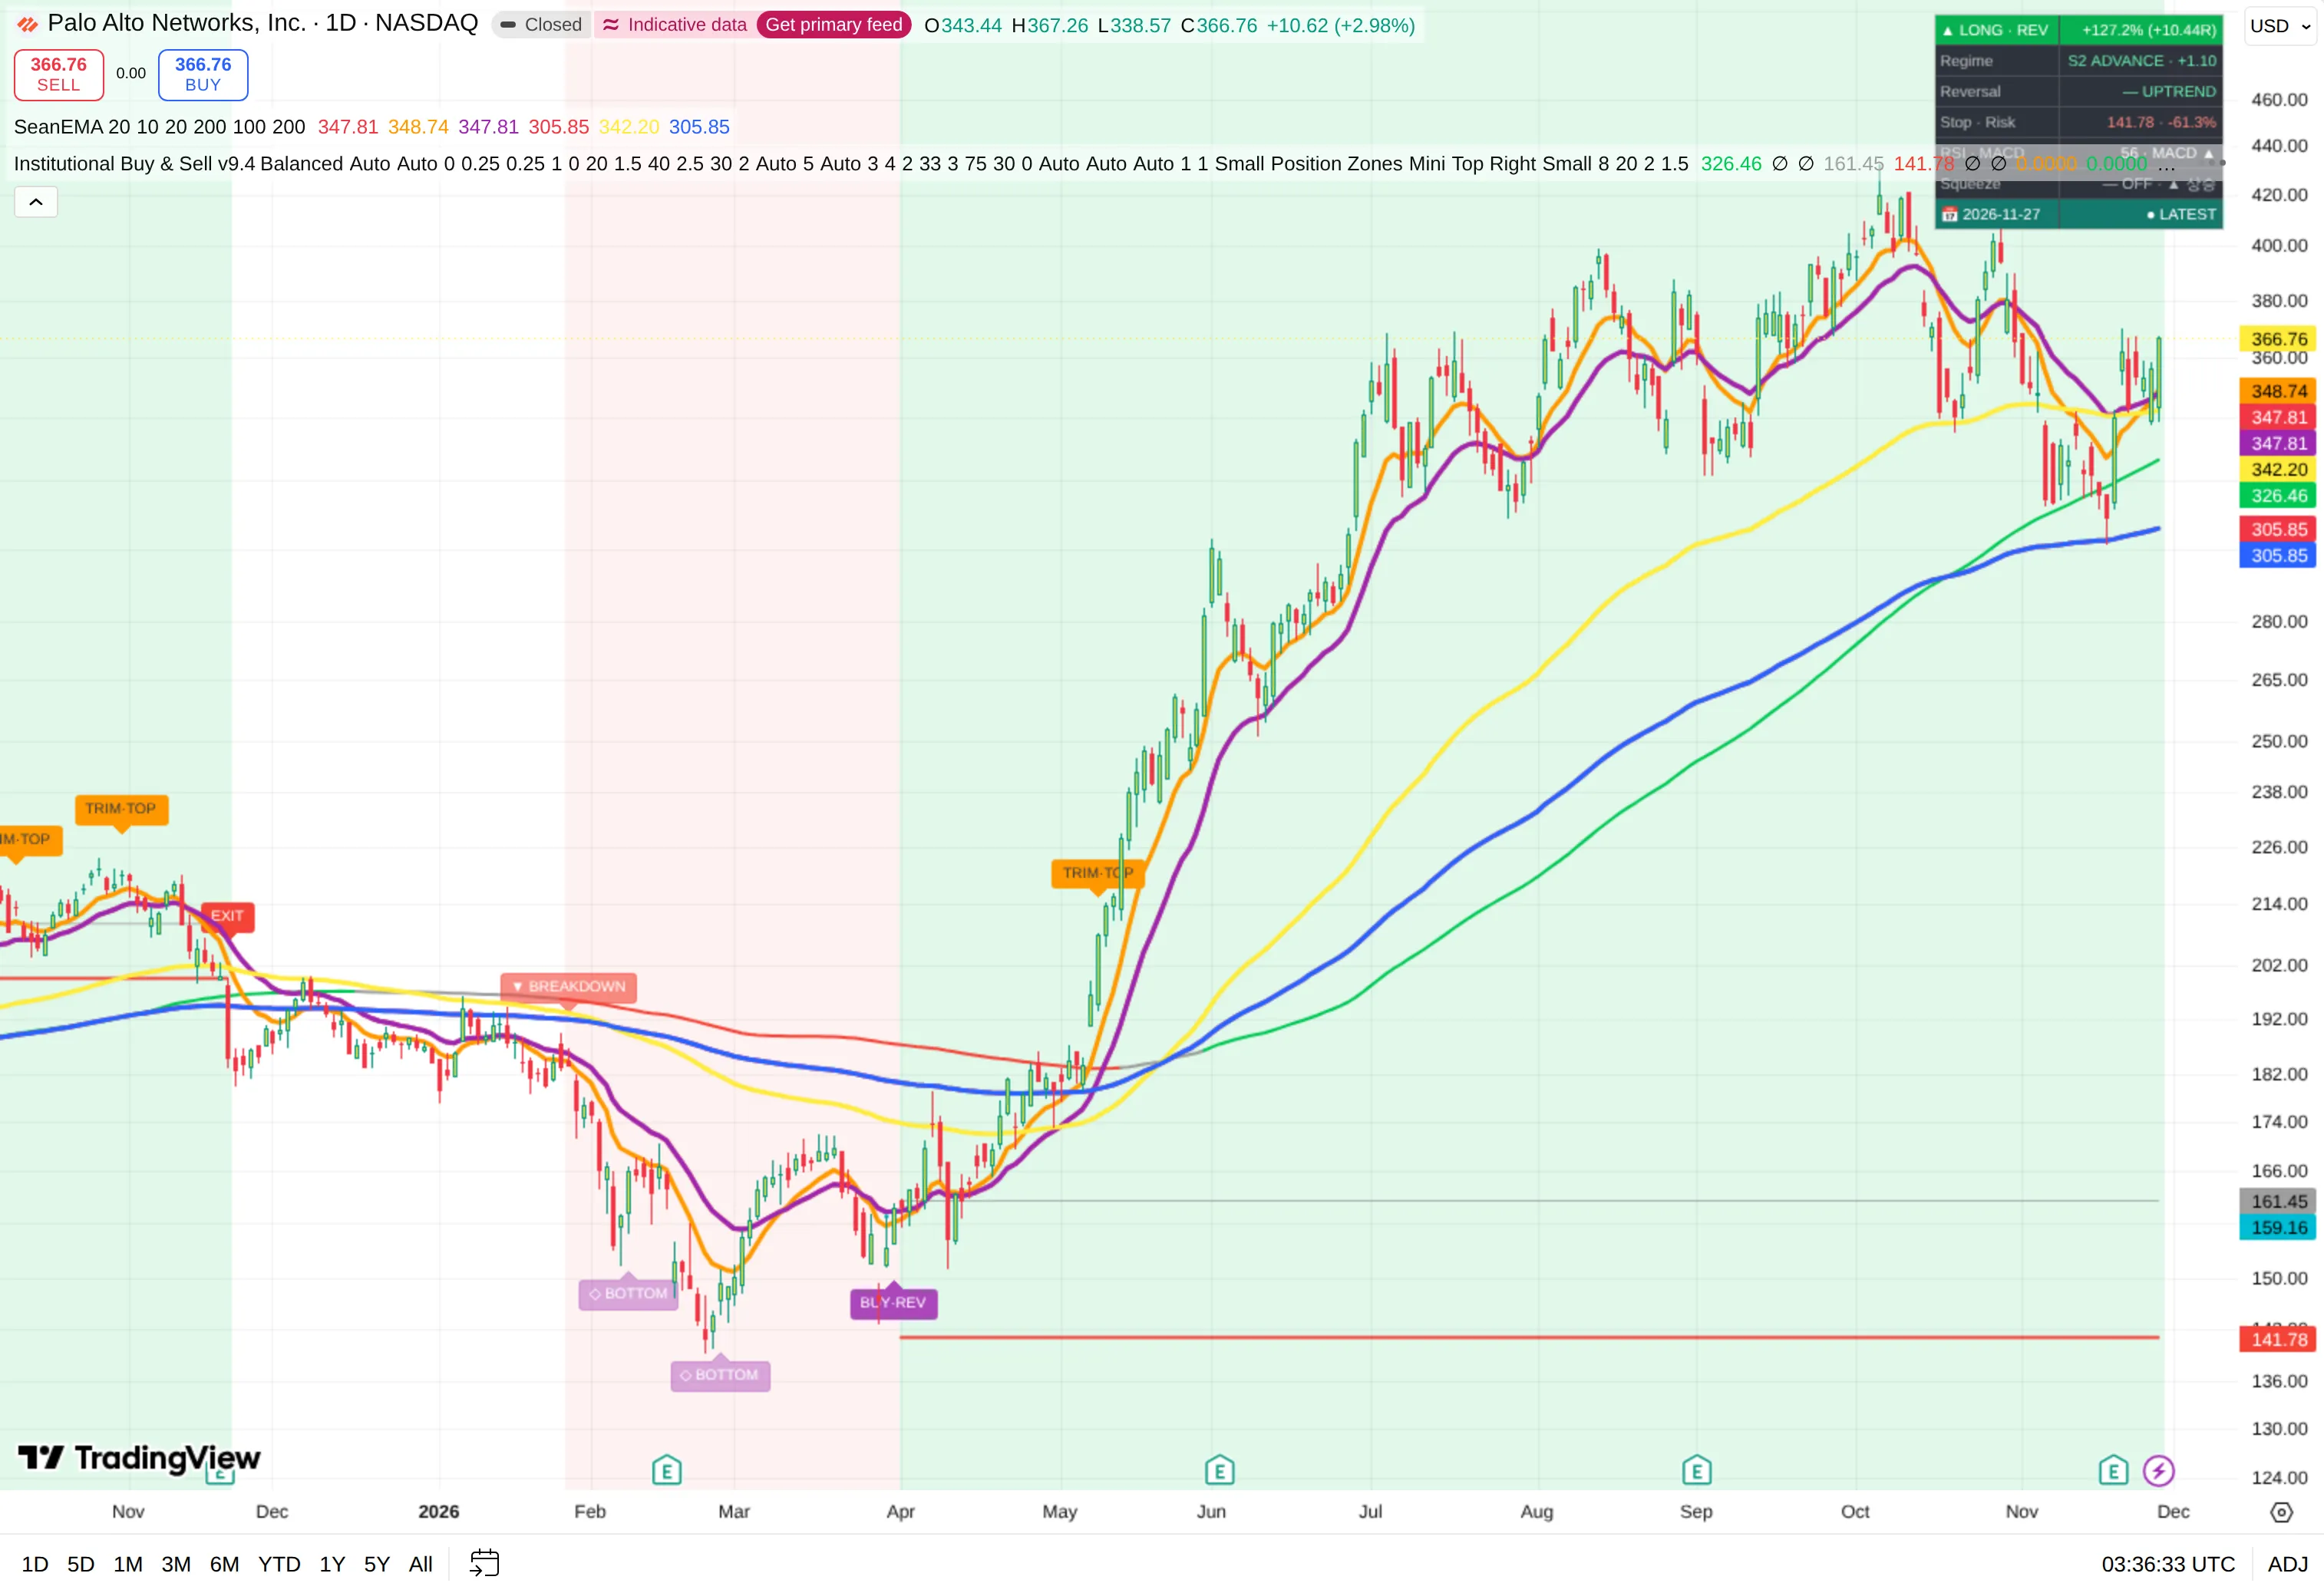 Palo Alto Networks, Inc. · 1D · NASDAQ Closed Indicative data Get primary feed O343.44 H367.26 L338.57 C366.76 +10.62 (+2.98%)
366.76 SELL 0.00 366.76 BUY
SeanEMA 20 10 20 200 100 200 347.81 348.74 347.81 305.85 342.20 305.85
Institutional Buy & Sell v9.4 Balanced Auto Auto 0 0.25 0.25 1 0 20 1.5 40 2.5 30 2 Auto 5 Auto 3 4 2 33 3 75 30 0 Auto Auto Auto 1 1 Small Position Zones Mini Top Right Small 8 20 2 1.5 326.46 ∅ ∅ 161.45 141.78 ∅ ∅ 0.0000 0.0000 ...
▲ LONG · REV +127.2% (+10.44R)
Regime S2 ADVANCE · +1.10
Reversal — UPTREND
Stop · Risk 141.78 · -61.3%
RSI · MACD 56 · MACD ▲
Squeeze — OFF · ▲ 상승
2026-11-27 ● LATEST
USD
460.00
440.00
420.00
400.00
380.00
366.76
360.00
348.74
347.81
347.81
342.20
326.46
305.85
305.85
280.00
265.00
250.00
238.00
226.00
214.00
202.00
192.00
182.00
174.00
166.00
161.45
159.16
150.00
141.78
136.00
130.00
124.00
TRIM-TOP
IM-TOP
EXIT
▼ BREAKDOWN
◇ BOTTOM
◇ BOTTOM
BUY-REV
TRIM-TOP
TradingView
E E E E E
Nov Dec 2026 Feb Mar Apr May Jun Jul Aug Sep Oct Nov Dec
1D 5D 1M 3M 6M YTD 1Y 5Y All 03:36:33 UTC ADJ